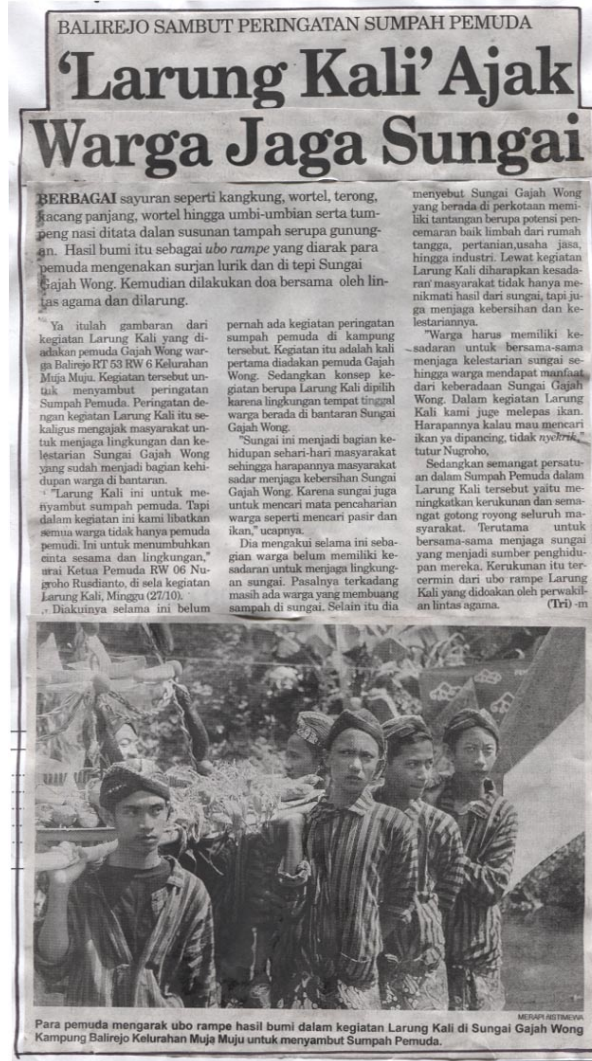 BALIREJO SAMBUT PERINGATAN SUMPAH PEMUDA
'Larung Kali' Ajak
Warga Jaga Sungai
BERBAGAI sayuran seperti kangkung, wortel, terong,
kacang panjang, wortel hingga umbi-umbian serta tum-
peng nasi ditata dalan susunan tampah serupa gunung-
an. Hasil bumi itu sebagai ubo rampe yang diarak para
pemuda mengenakan surjan lurik dan di tepi Sungai
Gajah Wong. Kemudian dilakukan doa bersama oleh lin-
tas agama dan dilarung.
Ya itulah gambaran dari
kegiatan Larung Kali yang di-
adakan pemuda Gajah Wong war-
ga Balirejo RT 53 RW 6 Kelurahan
Muja Muju. Kegiatan tersebut un-
tuk menyambut peringatan
Sumpah Pemuda. Peringatan de-
ngan kegiatan Larung Kali itu se-
kaligus mengajak masyarakat un-
tuk menjaga lingkungan dan ke-
lestarian Sungai Gajah Wong
yang sudah menjadi bagian kehi-
dupan warga di bantaran.
"Larung Kali ini untuk me-
nyambut sumpah pemuda. Tapi
dalam kegiatan ini kami libatkan
semua warga tidak hanya pemuda
pemudi. Ini untuk menumbuhkan
cinta sesama dan lingkungan,"
arai Ketua Pemuda RW 06 Nu-
groho Rusdianto, di sela kegiatan
Larung Kali, Minggu (27/10).
Diakuinya selama ini belum
pernah ada kegiatan peringatan
sumpah pemuda di kampung
tersebut. Kegiatan itu adalah kali
pertama diadakan pemuda Gajah
Wong. Sedangkan konsep ke-
giatan berupa Larung Kali dipilih
karena lingkungan tempat tinggal
warga berada di bantaran Sungai
Gajah Wong.
"Sungai ini menjadi bagian ke-
hidupan sehari-hari masyarakat
sehingga harapannya masyarakat
sadar menjaga kebersihan Sungai
Gajah Wong. Karena sungai juga
untuk mencari mata pencaharian
warga seperti mencari pasir dan
ikan," ucapnya.
Dia mengakui selama ini se-
bagian warga belum memiliki ke-
sadaran untuk menjaga lingkung-
an sungai. Pasalnya terkadang
masih ada warga yang membuang
sampah di sungai. Selain itu dia
menyebut Sungai Gajah Wong
yang berada di perkotaan memi-
liki tantangan berupa potensi pen-
cemaran baik limbah dari rumah
tangga, pertanian,usaha jasa,
hingga industri. Lewat kegiatan
Larung Kali diharapkan kesada-
ran masyarakat tidak hanya me-
nikmati hasil dari sungai, tapi ju-
ga menjaga kebersihan dan ke-
lestariannya.
"Warga harus memiliki ke-
sadaran untuk bersama-sama
menjaga kelestarian sungai se-
hingga warga mendapat manfaat
dari keberadaan Sungai Gajah
Wong. Dalam kegiatan Larung
Kali kami juge melepas ikan.
Harapannya kalau mau mencari
ikan ya dipancing, tidak nyetrik,"
tutur Nugroho,
Sedangkan semangat persatu-
an dalam Sumpah Pemuda dalam
Larung Kali tersebut yaitu me-
ningkatkan kerukunan dan sema-
ngat gotong royong seluruh ma-
syarakat. Terutama untuk
bersama-sama menjaga sungai
yang menjadi sumber penghidu-
pan mereka. Kerukunan itu ter-
cermin dari ubo rampe Larung
Kali yang didoakan oleh perwakil-
an lintas agama. (Tri) -m
MERAPI-ISTIMEWA
Para pemuda mengarak ubo rampe hasil bumi dalam kegiatan Larung Kali di Sungai Gajah Wong
Kampung Balirejo Kelurahan Muja Muju untuk menyambut Sumpah Pemuda.